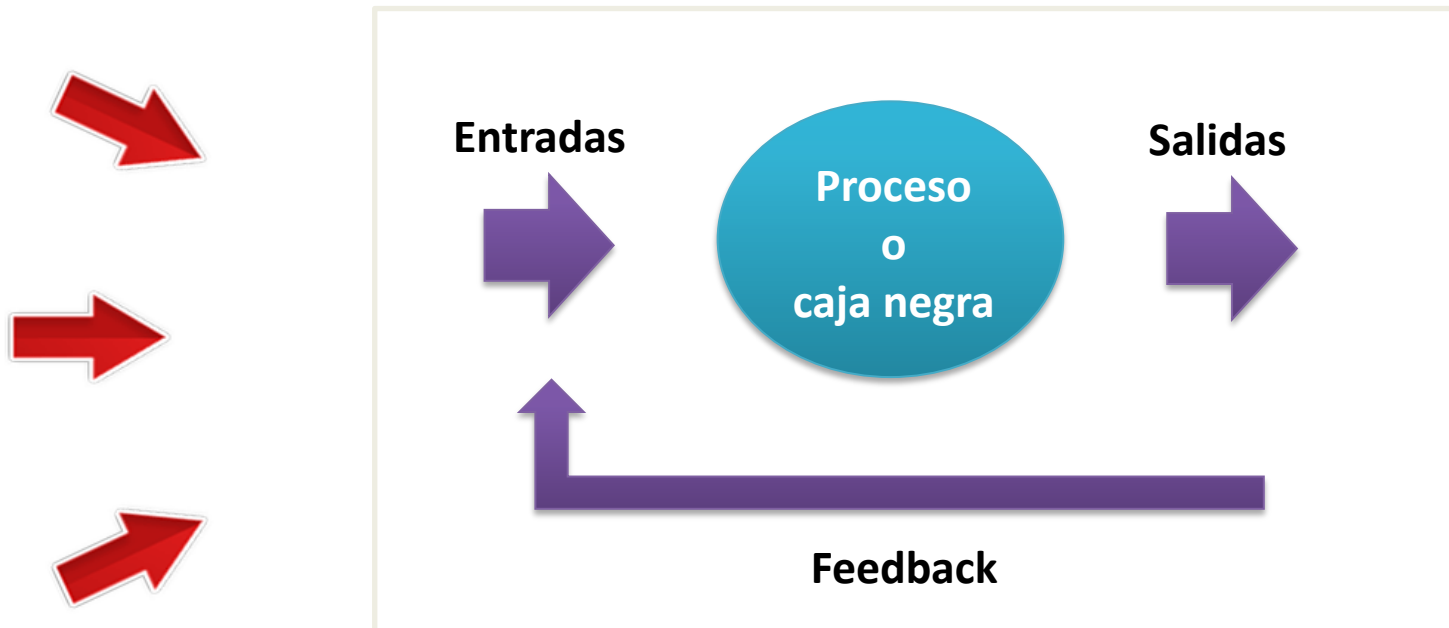 Entradas
Proceso
o
caja negra
Salidas
Feedback